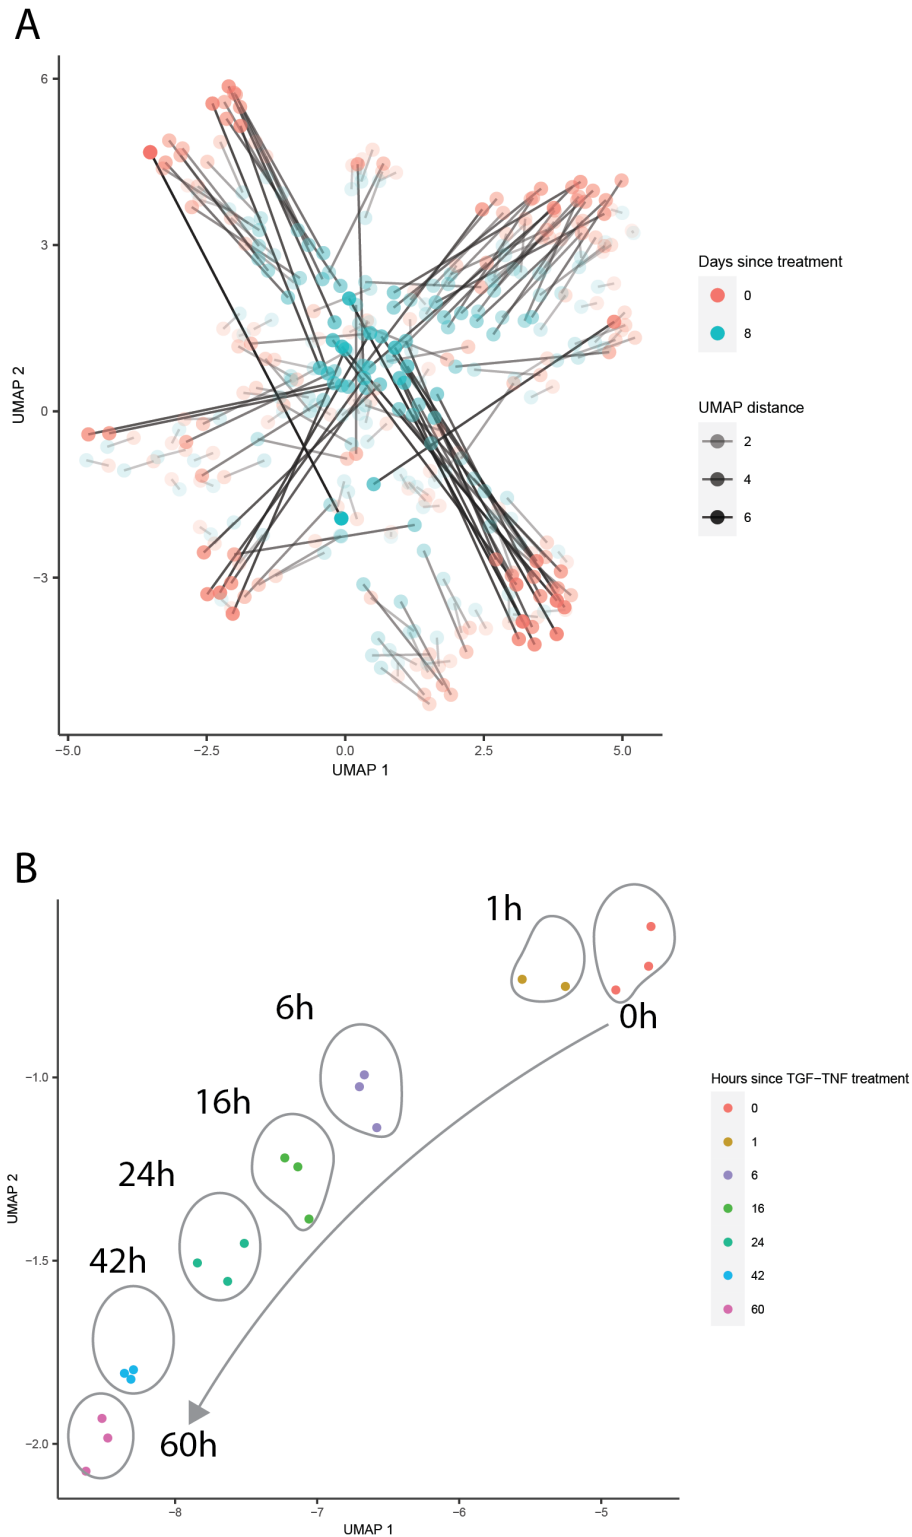 A
6
3
0
−3
UMAP 2
−5.0
−2.5
0.0
2.5
5.0
UMAP 1
Days since treatment
0
8
UMAP distance
2
4
6
B
1h
0h
6h
16h
24h
42h
60h
−1.0
−1.5
−2.0
UMAP 2
−8
−7
−6
−5
UMAP 1
Hours since TGF−TNF treatment
0
1
6
16
24
42
60